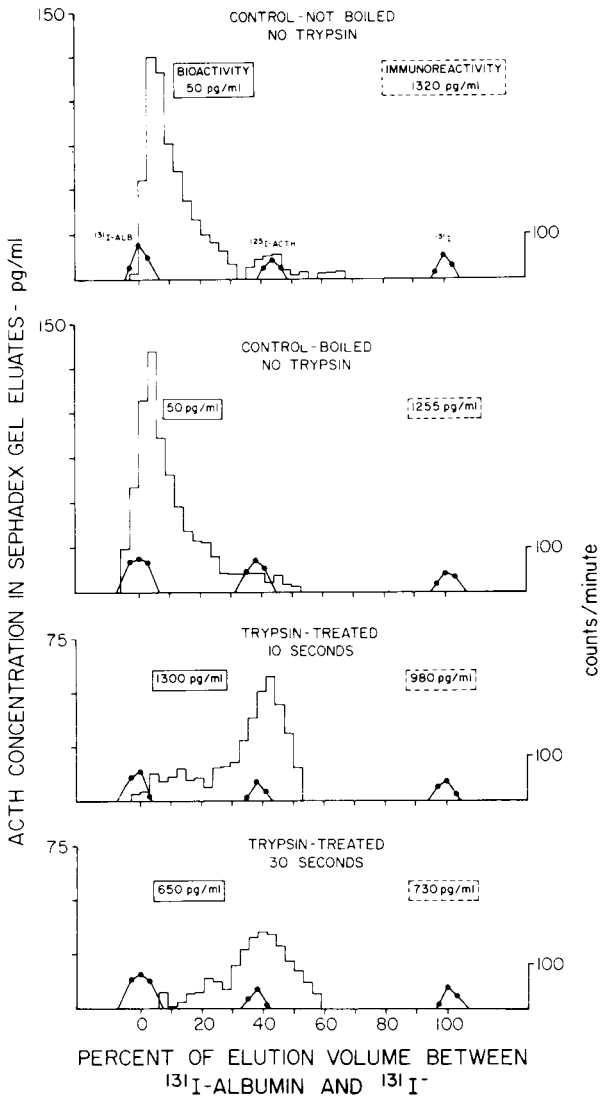 150
CONTROL-NOT BOILED
NO TRYPSIN
BIOACTIVITY
50 pg/ml
IMMUNOREACTIVITY
1320 pg/ml
131I-ALB
125I-ACTH
131I
100
150
CONTROL-BOILED
NO TRYPSIN
50 pg/ml
1255 pg/ml
100
75
TRYPSIN-TREATED
10 SECONDS
1300 pg/ml
980 pg/ml
100
75
TRYPSIN-TREATED
30 SECONDS
650 pg/ml
730 pg/ml
100
0 20 40 60 80 100
ACTH CONCENTRATION IN SEPHADEX GEL ELUATES- pg/ml
counts/minute
PERCENT OF ELUTION VOLUME BETWEEN
131I-ALBUMIN AND 131I-